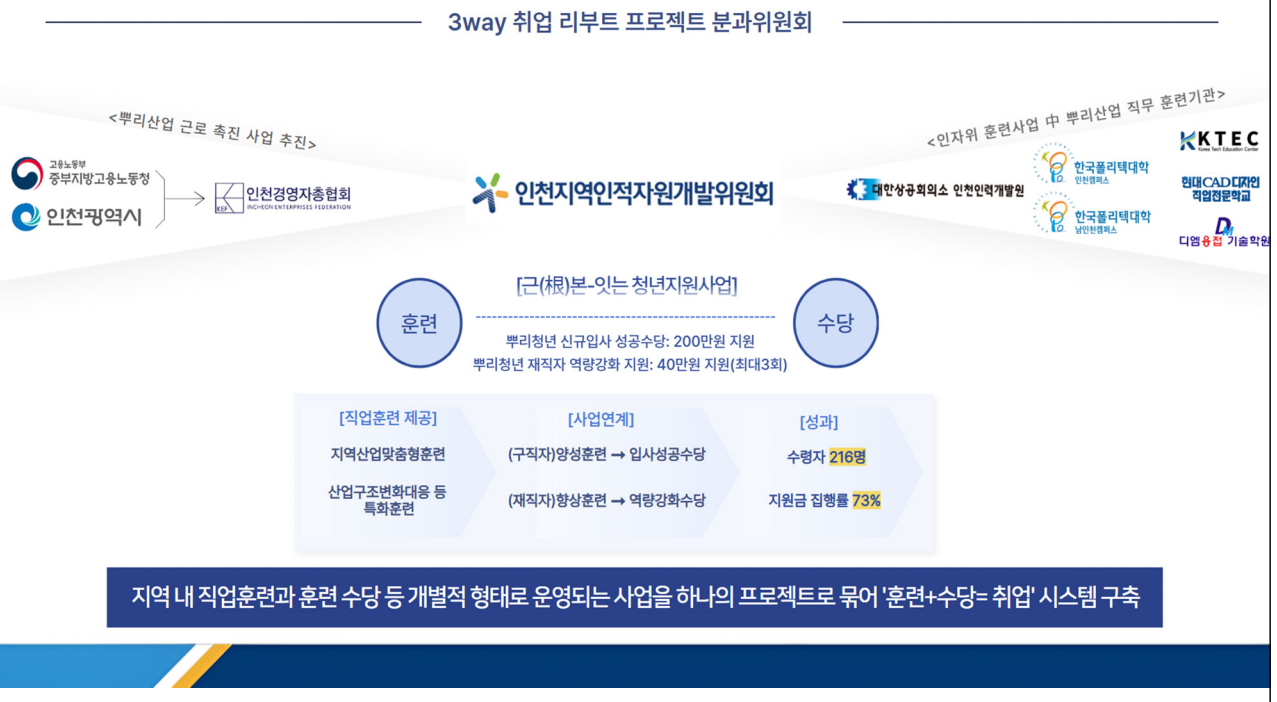 3way 취업 리부트 프로젝트 분과위원회
<뿌리산업 근로 촉진 사업 추진>
고용노동부
중부지방고용노동청
인천광역시
KEF
인천경영자총협회
INCHEON ENTERPRISES FEDERATION
인천지역인적자원개발위원회
<인자위 훈련사업 中 뿌리산업 직무 훈련기관>
대한상공회의소 인천인력개발원
한국폴리텍대학
인천캠퍼스
한국폴리텍대학
남인천캠퍼스
KTEC
Korea Tech Education Center
현대CAD디자인
직업전문학교
DM
디엠용접 기술학원
훈련
[근(根)본-잇는 청년지원사업]
뿌리청년 신규입사 성공수당: 200만원 지원
뿌리청년 재직자 역량강화 지원: 40만원 지원(최대3회)
수당
[직업훈련 제공]
지역산업맞춤형훈련
산업구조변화대응 등
특화훈련
[사업연계]
(구직자)양성훈련 → 입사성공수당
(재직자)향상훈련 → 역량강화수당
[성과]
수령자 216명
지원금 집행률 73%
지역 내 직업훈련과 훈련 수당 등 개별적 형태로 운영되는 사업을 하나의 프로젝트로 묶어 '훈련+수당= 취업' 시스템 구축